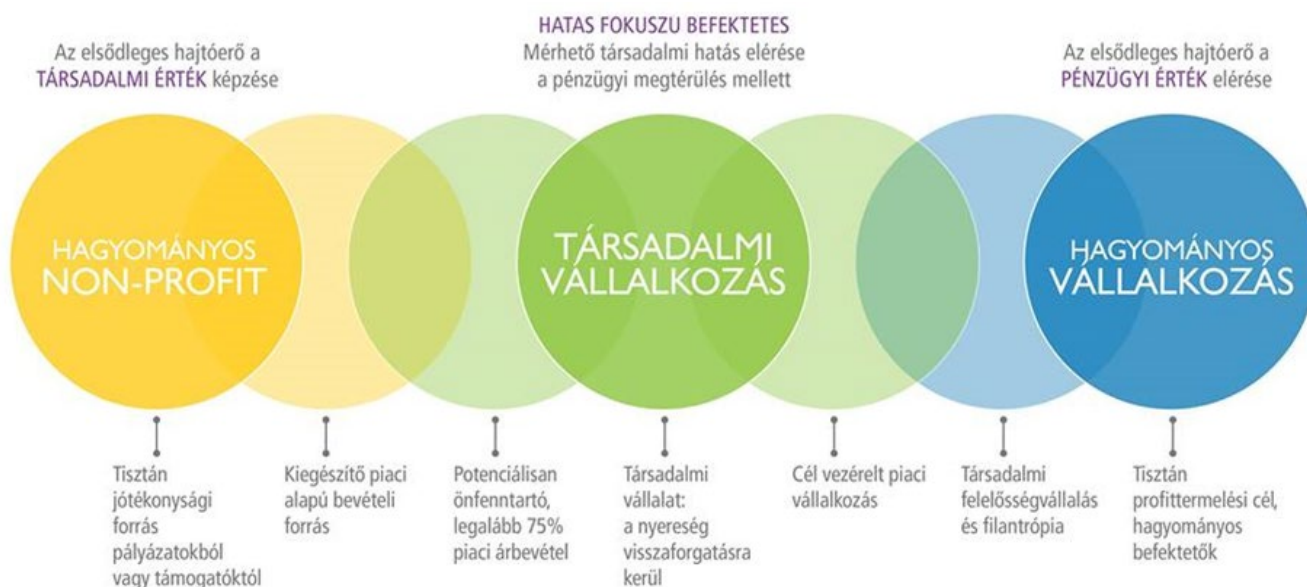 Az elsődleges hajtóerő a
TÁRSADALMI ÉRTÉK képzése
HATAS FOKUSZU BEFEKTETES
Mérhető társadalmi hatás elérése
a pénzügyi megtérülés mellett
Az elsődleges hajtóerő a
PÉNZÜGYI ÉRTÉK elérése
HAGYOMÁNYOS
NON-PROFIT
TÁRSADALMI
VÁLLALKOZÁS
HAGYOMÁNYOS
VÁLLALKOZÁS
Tisztán
jótékonysági
forrás
pályázatokból
vagy támogatóktól
Kiegészítő piaci
alapú bevételi
forrás
Potenciálisan
önfenntartó,
legalább 75%
piaci árbevétel
Társadalmi
vállalat:
a nyereség
visszaforgatásra
kerül
Cél vezérelt piaci
vállalkozás
Társadalmi
felelősségvállalás
és filantrópia
Tisztán
profittermelési cél,
hagyományos
befektetők